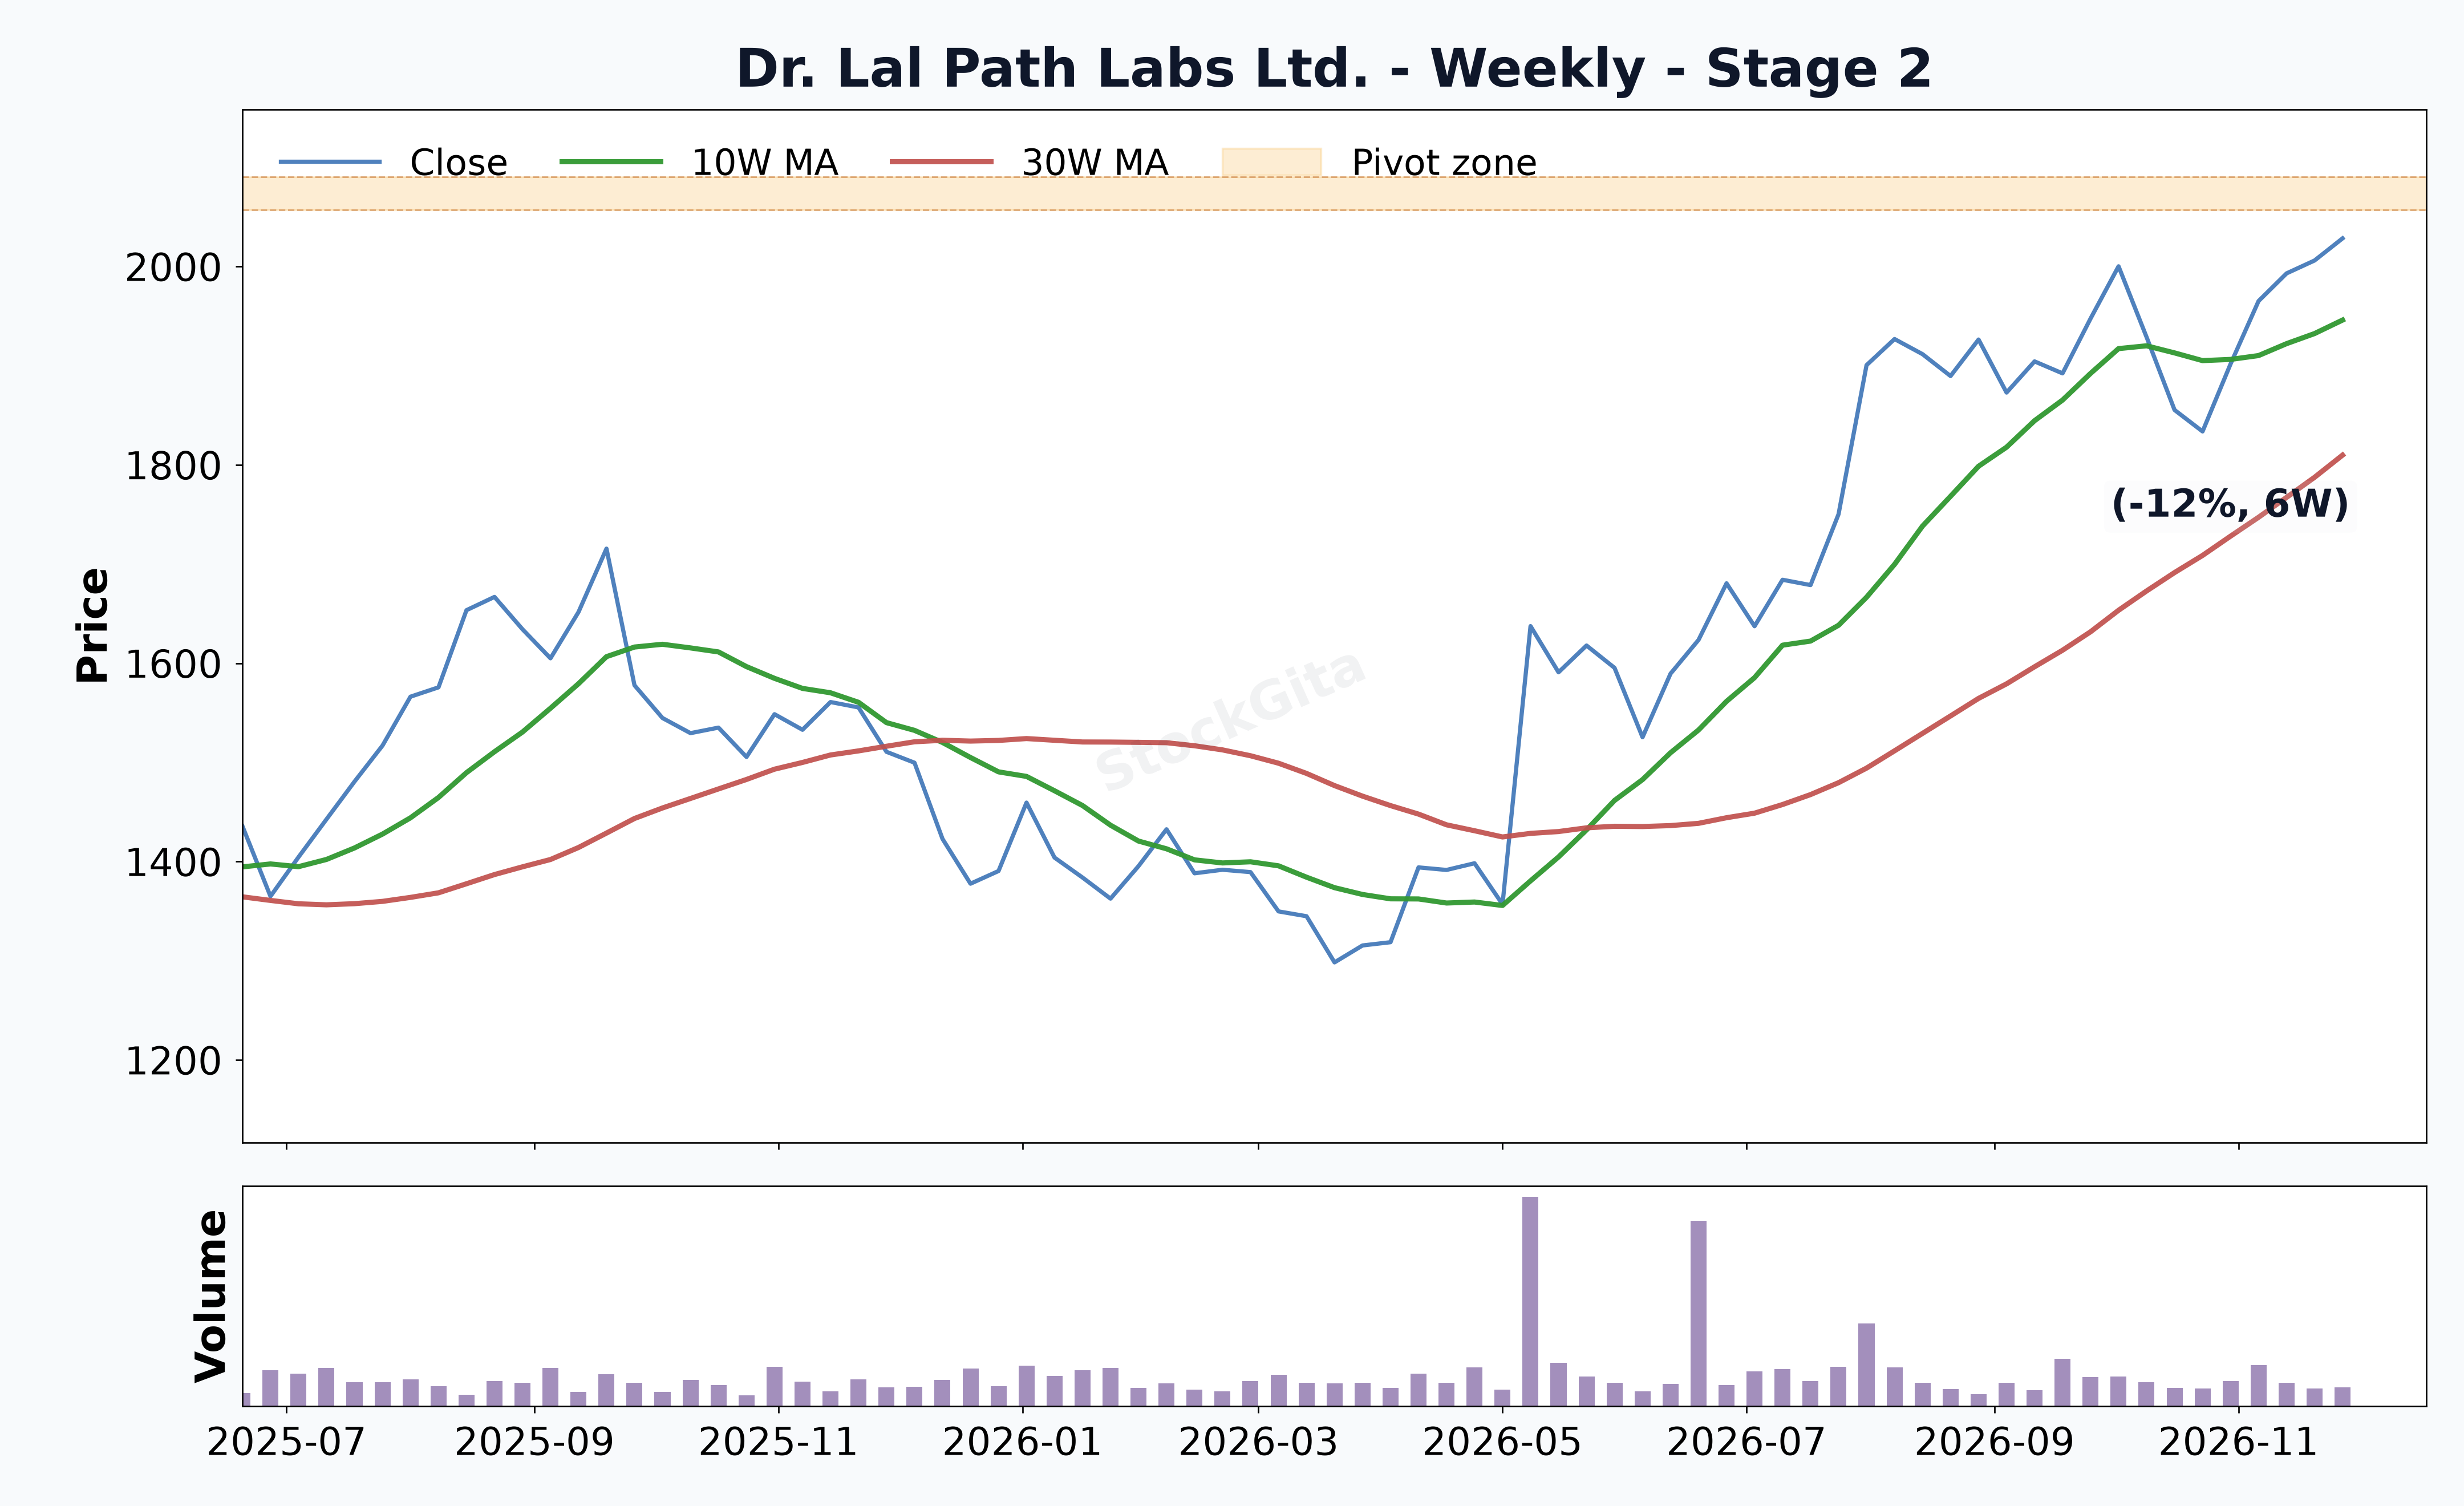 Dr. Lal Path Labs Ltd. - Weekly - Stage 2
Close 10W MA 30W MA Pivot zone
2000
1800
1600
1400
1200
Price
(-12%, 6W)
StockGita
Volume
2025-07 2025-09 2025-11 2026-01 2026-03 2026-05 2026-07 2026-09 2026-11